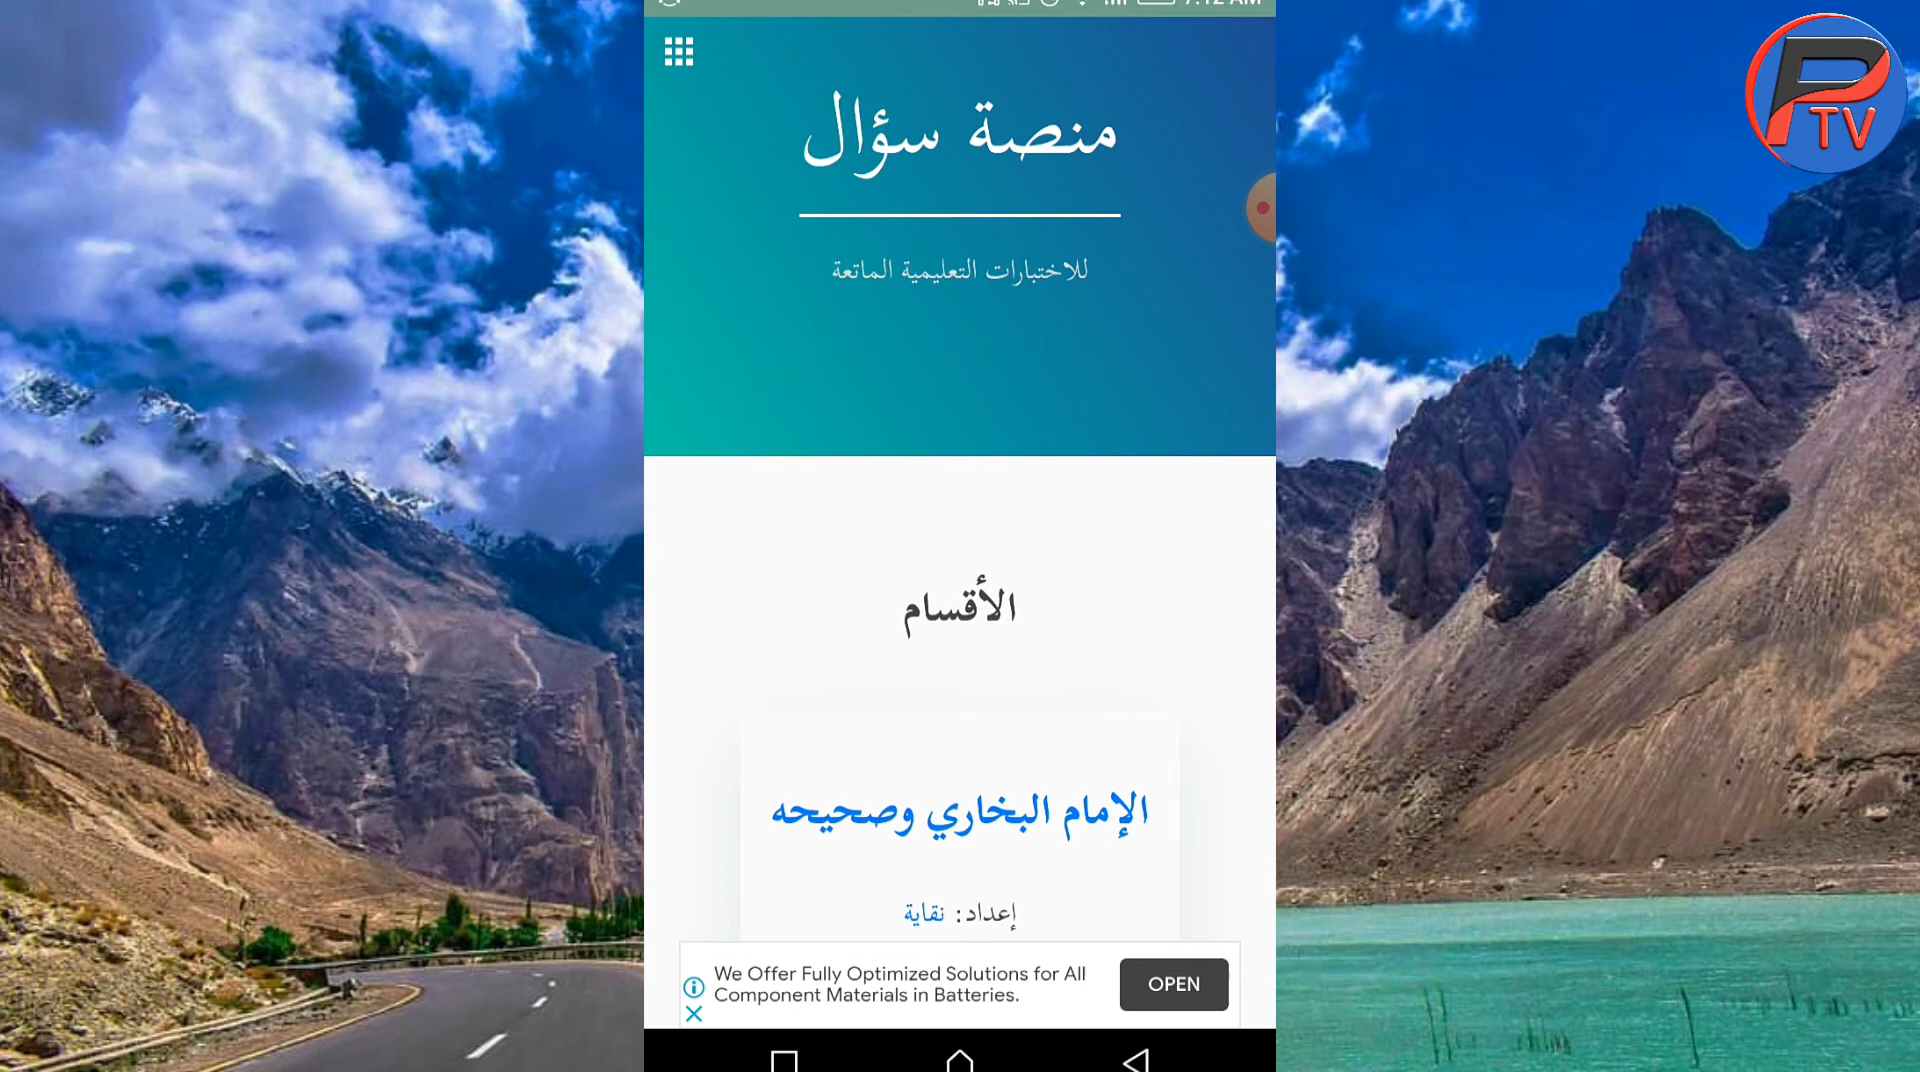 PTV
منصة سؤال
للاختبارات التعليمية الماتعة
الأقسام
الإمام البخاري وصحيحه
إعداد: نقاية
We Offer Fully Optimized Solutions for All
Component Materials in Batteries.
OPEN